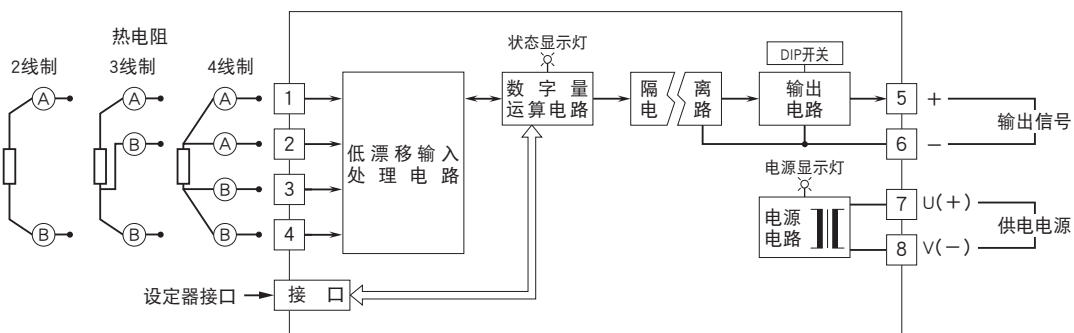 热电阻
2线制
3线制
4线制
A
A
A
B
A
B
B
B
B
1
2
3
4
低漂移输入
处理电路
状态显示灯
数字量
运算电路
隔离
电路
DIP开关
输出
电路
5
+
6
−
输出信号
电源显示灯
电源
电路
7
U(+)
8
V(−)
供电电源
设定器接口
接口